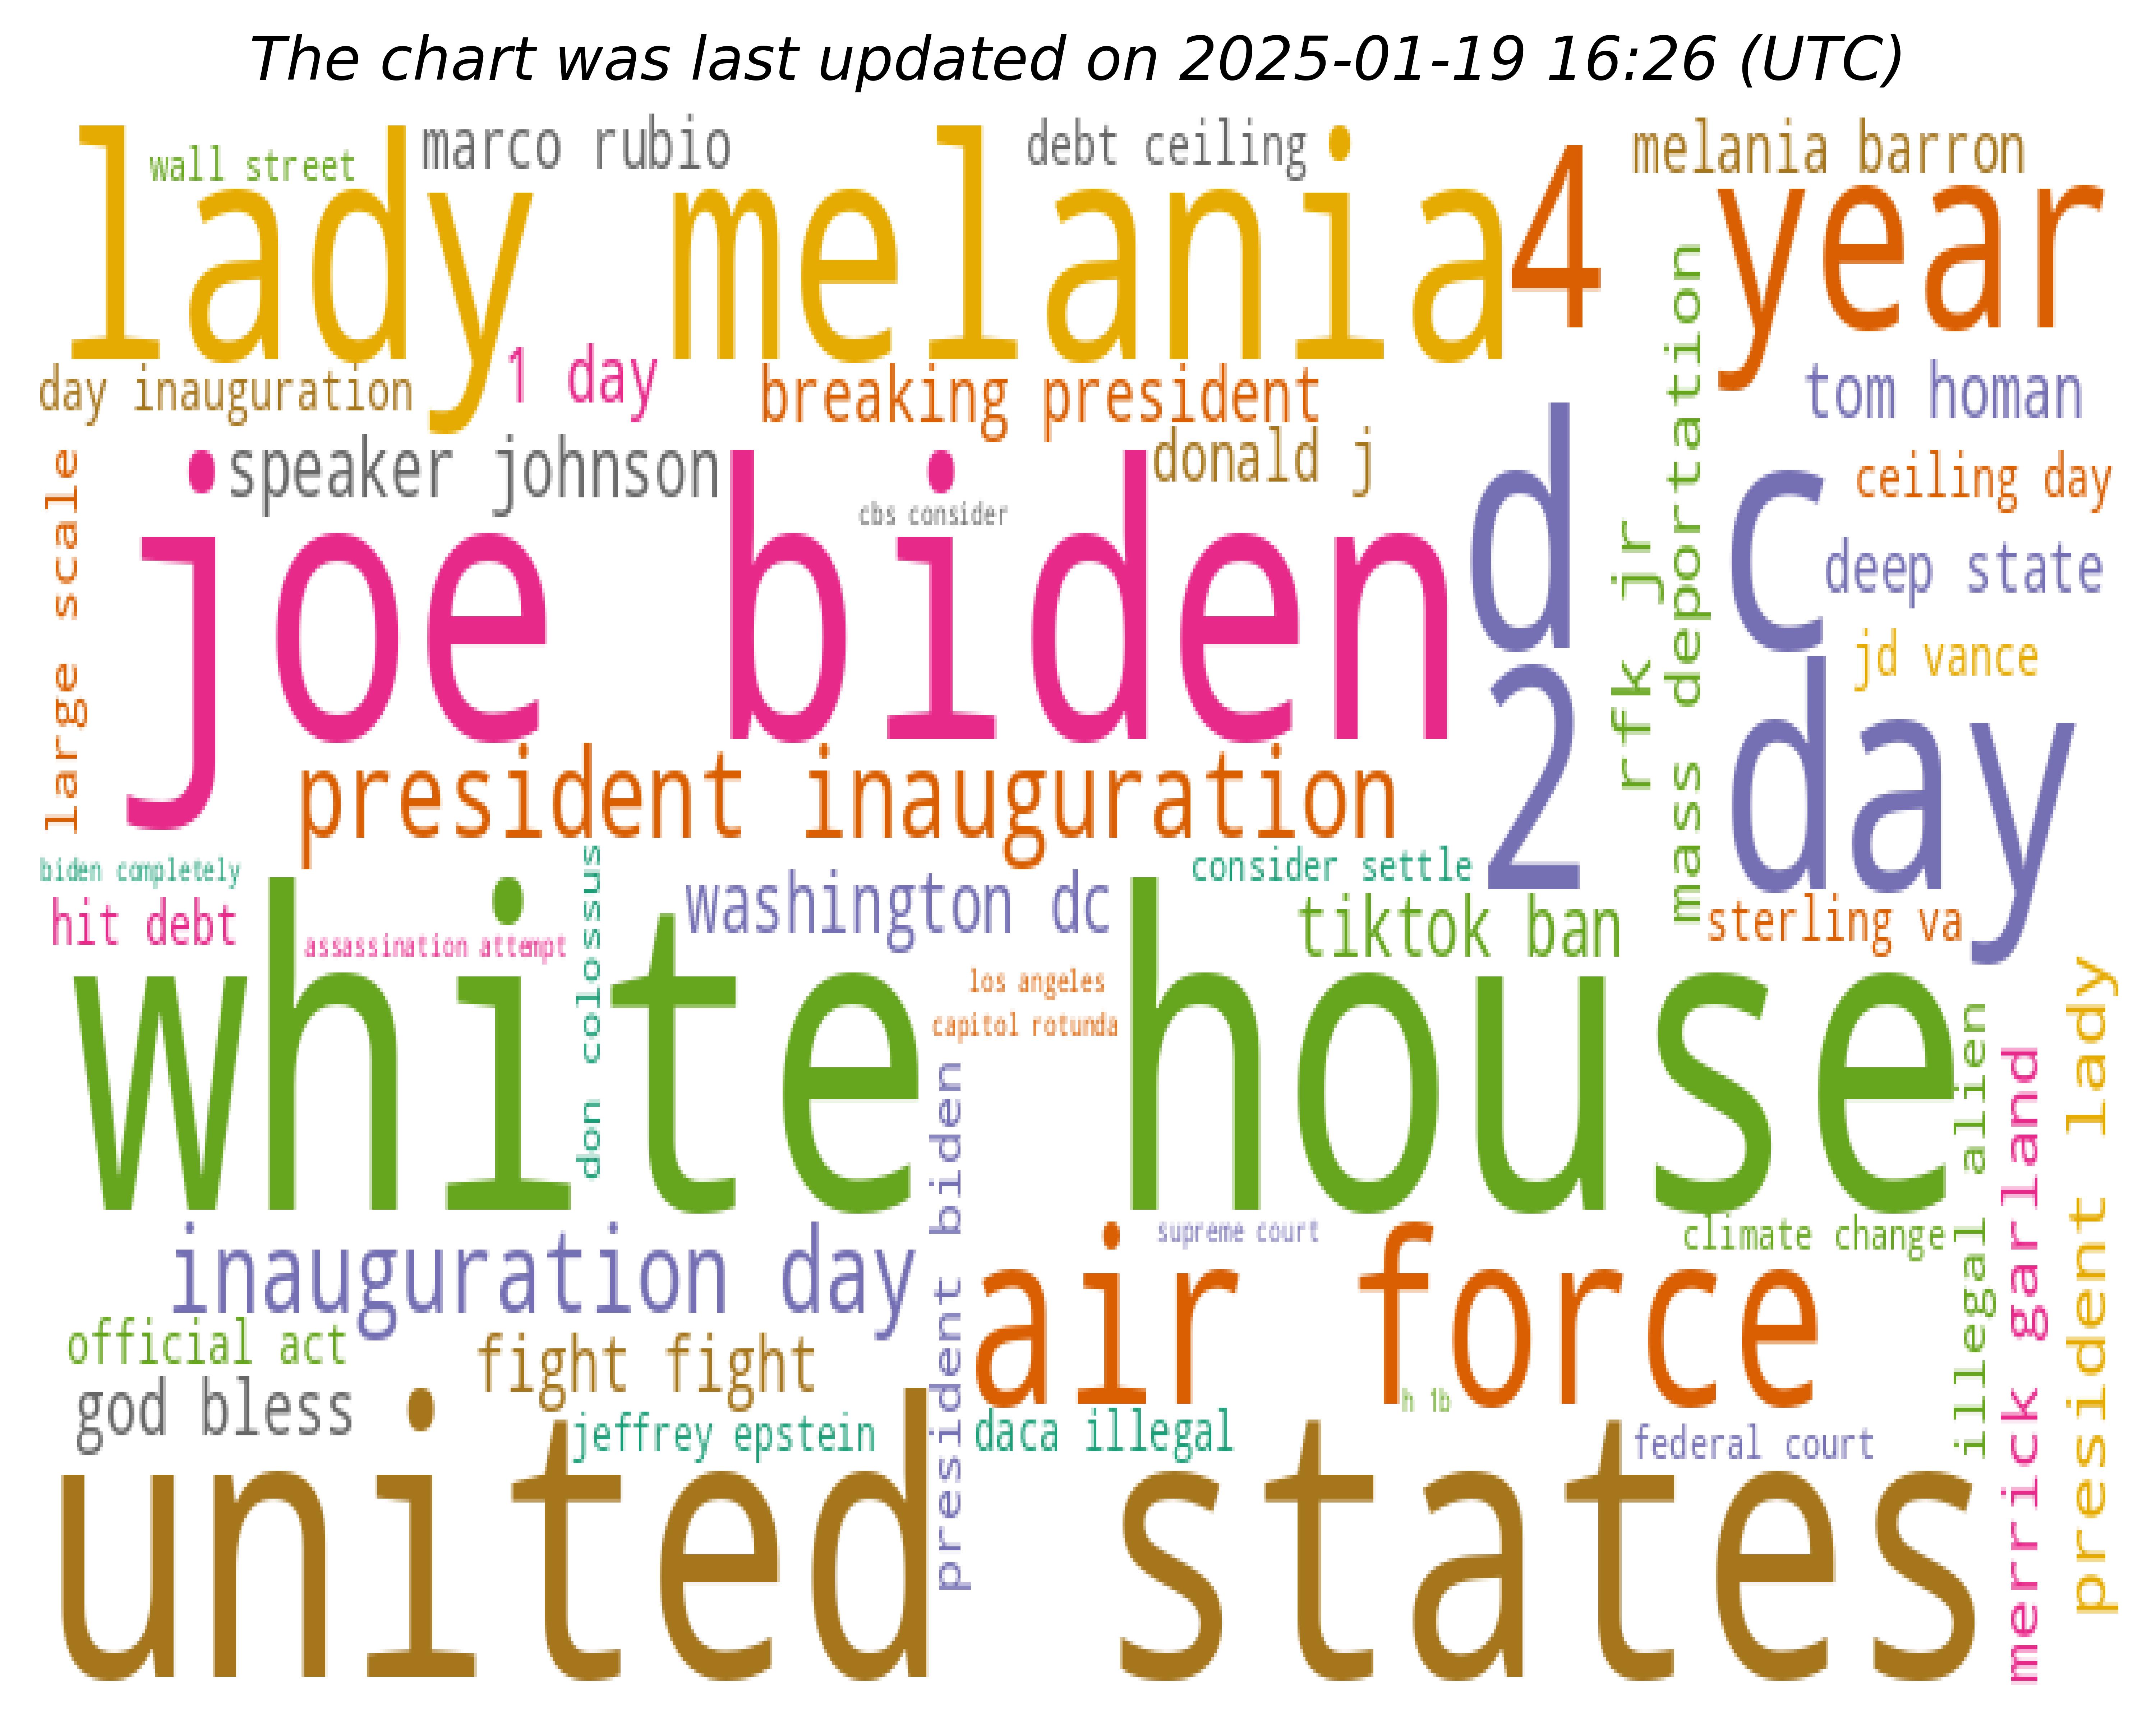 The chart was last updated on 2025-01-19 16:26 (UTC)
wall street
marco rubio
debt ceiling
melania barron
lady melania
4 year
day inauguration
1 day
breaking president
tom homan
speaker johnson
donald j
cbs consider
ceiling day
large scale
joe biden
d c
rfk jr
mass deportation
deep state
jd vance
2 day
president inauguration
biden completely
consider settle
hit debt
assassination attempt
don colossus
washington dc
tiktok ban
sterling va
los angeles
capitol rotunda
white house
president biden
illegal alien
merrick garland
president lady
supreme court
climate change
inauguration day
air force
official act
fight fight
god bless
h 1b
jeffrey epstein
daca illegal
federal court
united states